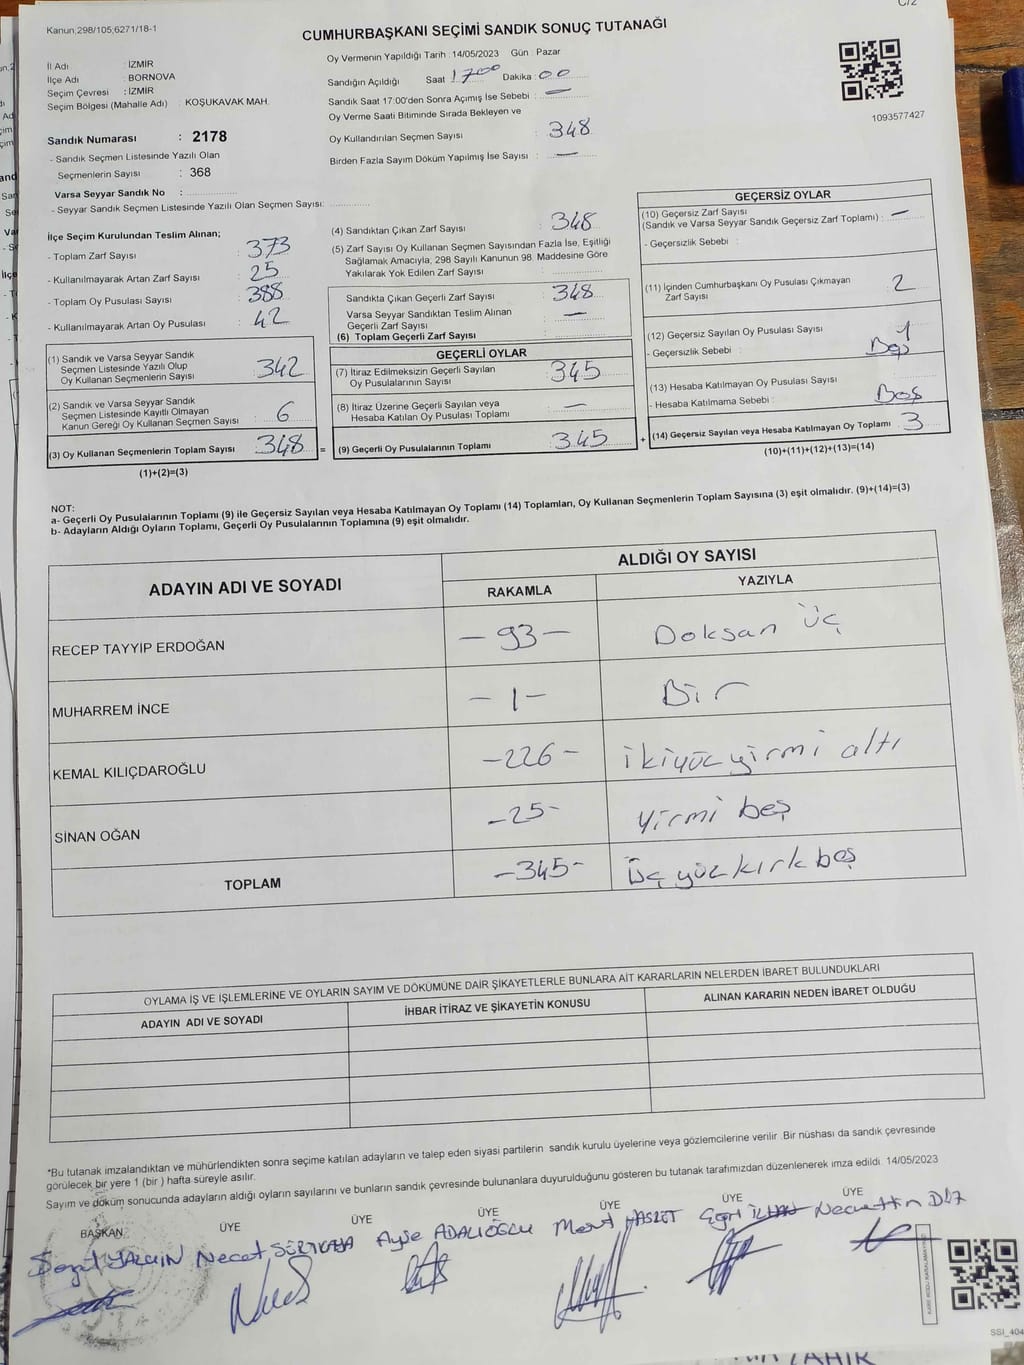 C/2
Kanun;298/105;6271/18-1
CUMHURBAŞKANI SEÇİMİ SANDIK SONUÇ TUTANAĞI
İl Adı : İZMİR
İlçe Adı : BORNOVA
Seçim Çevresi : İZMİR
Seçim Bölgesi (Mahalle Adı) : KOŞUKAVAK MAH.
Sandık Numarası : 2178
- Sandık Seçmen Listesinde Yazılı Olan
Seçmenlerin Sayısı : 368
Varsa Seyyar Sandık No :
- Seyyar Sandık Seçmen Listesinde Yazılı Olan Seçmen Sayısı:
Oy Vermenin Yapıldığı Tarih : 14/05/2023 Gün : Pazar
Sandığın Açıldığı Saat 17:00 Dakika : 00
Sandık Saat 17:00'den Sonra Açımış İse Sebebi : —
Oy Verme Saati Bitiminde Sırada Bekleyen ve
Oy Kullandırılan Seçmen Sayısı : 348
Birden Fazla Sayım Döküm Yapılmış İse Sayısı : —
1093577427
İlçe Seçim Kurulundan Teslim Alınan;
- Toplam Zarf Sayısı : 373
- Kullanılmayarak Artan Zarf Sayısı : 25
- Toplam Oy Pusulası Sayısı : 388
- Kullanılmayarak Artan Oy Pusulası : 42
(1) Sandık ve Varsa Seyyar Sandık
Seçmen Listesinde Yazılı Olup
Oy Kullanan Seçmenlerin Sayısı : 342
(2) Sandık ve Varsa Seyyar Sandık
Seçmen Listesinde Kayıtlı Olmayan
Kanun Gereği Oy Kullanan Seçmen Sayısı : 6
(3) Oy Kullanan Seçmenlerin Toplam Sayısı 348 =
(1)+(2)=(3)
(4) Sandıktan Çıkan Zarf Sayısı : 348
(5) Zarf Sayısı Oy Kullanan Seçmen Sayısından Fazla İse, Eşitliği
Sağlamak Amacıyla, 298 Sayılı Kanunun 98. Maddesine Göre
Yakılarak Yok Edilen Zarf Sayısı :
Sandıkta Çıkan Geçerli Zarf Sayısı : 348
Varsa Seyyar Sandıktan Teslim Alınan
Geçerli Zarf Sayısı : —
(6) Toplam Geçerli Zarf Sayısı :
GEÇERLİ OYLAR
(7) İtiraz Edilmeksizin Geçerli Sayılan
Oy Pusulalarının Sayısı : 345
(8) İtiraz Üzerine Geçerli Sayılan veya
Hesaba Katılan Oy Pusulası Toplamı : —
(9) Geçerli Oy Pusulalarının Toplamı : 345 +
GEÇERSİZ OYLAR
(10) Geçersiz Zarf Sayısı
(Sandık ve Varsa Seyyar Sandık Geçersiz Zarf Toplamı) : —
- Geçersizlik Sebebi :
(11) İçinden Cumhurbaşkanı Oy Pusulası Çıkmayan
Zarf Sayısı : 2
(12) Geçersiz Sayılan Oy Pusulası Sayısı : 1
- Geçersizlik Sebebi : Boş
(13) Hesaba Katılmayan Oy Pusulası Sayısı :
- Hesaba Katılmama Sebebi : Boş
(14) Geçersiz Sayılan veya Hesaba Katılmayan Oy Toplamı : 3
(10)+(11)+(12)+(13)=(14)
NOT:
a- Geçerli Oy Pusulalarının Toplamı (9) ile Geçersiz Sayılan veya Hesaba Katılmayan Oy Toplamı (14) Toplamları, Oy Kullanan Seçmenlerin Toplam Sayısına (3) eşit olmalıdır. (9)+(14)=(3)
b- Adayların Aldığı Oyların Toplamı, Geçerli Oy Pusulalarının Toplamına (9) eşit olmalıdır.
ADAYIN ADI VE SOYADI ALDIĞI OY SAYISI
RAKAMLA YAZIYLA
RECEP TAYYİP ERDOĞAN - 93 - Doksan üç
MUHARREM İNCE - 1 - Bir
KEMAL KILIÇDAROĞLU - 226 - ikiyüzyirmi altı
SİNAN OĞAN - 25 - Yirmi beş
TOPLAM - 345 - üç yüz kırk beş
OYLAMA İŞ VE İŞLEMLERİNE VE OYLARIN SAYIM VE DÖKÜMÜNE DAİR ŞİKAYETLERLE BUNLARA AİT KARARLARIN NELERDEN İBARET BULUNDUKLARI
ADAYIN ADI VE SOYADI İHBAR İTİRAZ VE ŞİKAYETİN KONUSU ALINAN KARARIN NEDEN İBARET OLDUĞU
*Bu tutanak imzalandıktan ve mühürlendikten sonra seçime katılan adayların ve talep eden siyasi partilerin sandık kurulu üyelerine veya gözlemcilerine verilir .Bir nüshası da sandık çevresinde
görülecek bir yere 1 (bir ) hafta süreyle asılır.
Sayım ve döküm sonucunda adayların aldığı oyların sayılarını ve bunların sandık çevresinde bulunanlara duyurulduğunu gösteren bu tutanak tarafımızdan düzenlenerek imza edildi. 14/05/2023
BAŞKAN ÜYE ÜYE ÜYE ÜYE ÜYE
YALÇIN Necet Ayşe ADALIOĞLU Mert HASRET İLHAN Necmettin
SSI_404